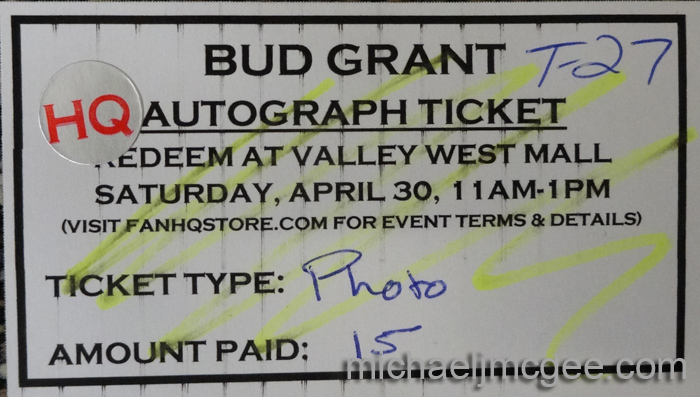 BUD GRANT T-27
HQ AUTOGRAPH TICKET
REDEEM AT VALLEY WEST MALL
SATURDAY, APRIL 30, 11AM-1PM
(VISIT FANHQSTORE.COM FOR EVENT TERMS & DETAILS)
TICKET TYPE: Photo
AMOUNT PAID: 15
michaeljmcgee.com